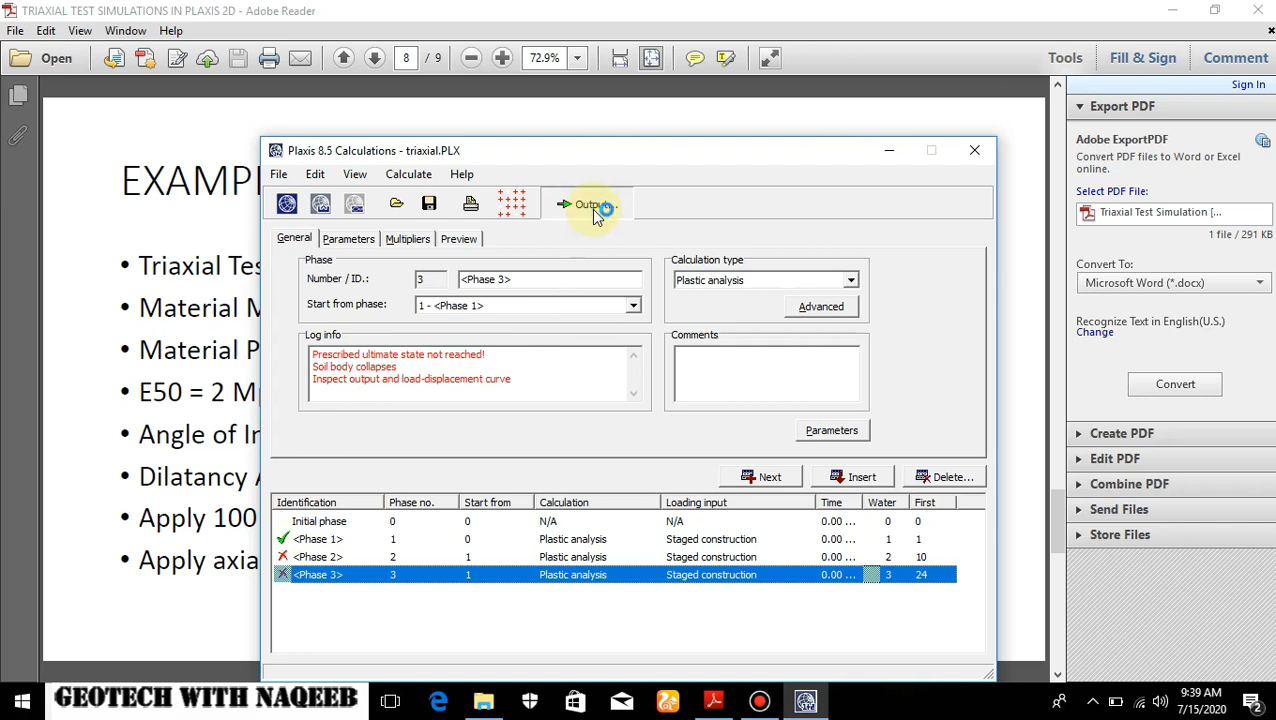 TRIAXIAL TEST SIMULATIONS IN PLAXIS 2D - Adobe Reader
File Edit View Window Help
Open 8 / 9 72.9% Tools Fill & Sign Comment
Sign In
Export PDF
Adobe ExportPDF
Convert PDF files to Word or Excel online.
Select PDF File:
Triaxial Test Simulation [...
1 file / 291 KB
Convert To:
Microsoft Word (*.docx)
Recognize Text in English(U.S.)
Change
Convert
Create PDF
Edit PDF
Combine PDF
Send Files
Store Files
EXAMP
• Triaxial Tes
• Material M
• Material P
• E50 = 2 Mp
• Angle of In
• Dilatancy A
• Apply 100
• Apply axia
Plaxis 8.5 Calculations - triaxial.PLX
File Edit View Calculate Help
Output...
General Parameters Multipliers Preview
Phase
Number / ID.: 3 <Phase 3>
Start from phase: 1 - <Phase 1>
Calculation type
Plastic analysis
Advanced
Log info
Prescribed ultimate state not reached!
Soil body collapses
Inspect output and load-displacement curve
Comments
Parameters
Next Insert Delete...
Identification Phase no. Start from Calculation Loading input Time Water First
Initial phase 0 0 N/A N/A 0.00 ... 0 0
<Phase 1> 1 0 Plastic analysis Staged construction 0.00 ... 1 1
<Phase 2> 2 1 Plastic analysis Staged construction 0.00 ... 2 10
<Phase 3> 3 1 Plastic analysis Staged construction 0.00 ... 3 24
GEOTECH WITH NAQEEB
9:39 AM
7/15/2020
2